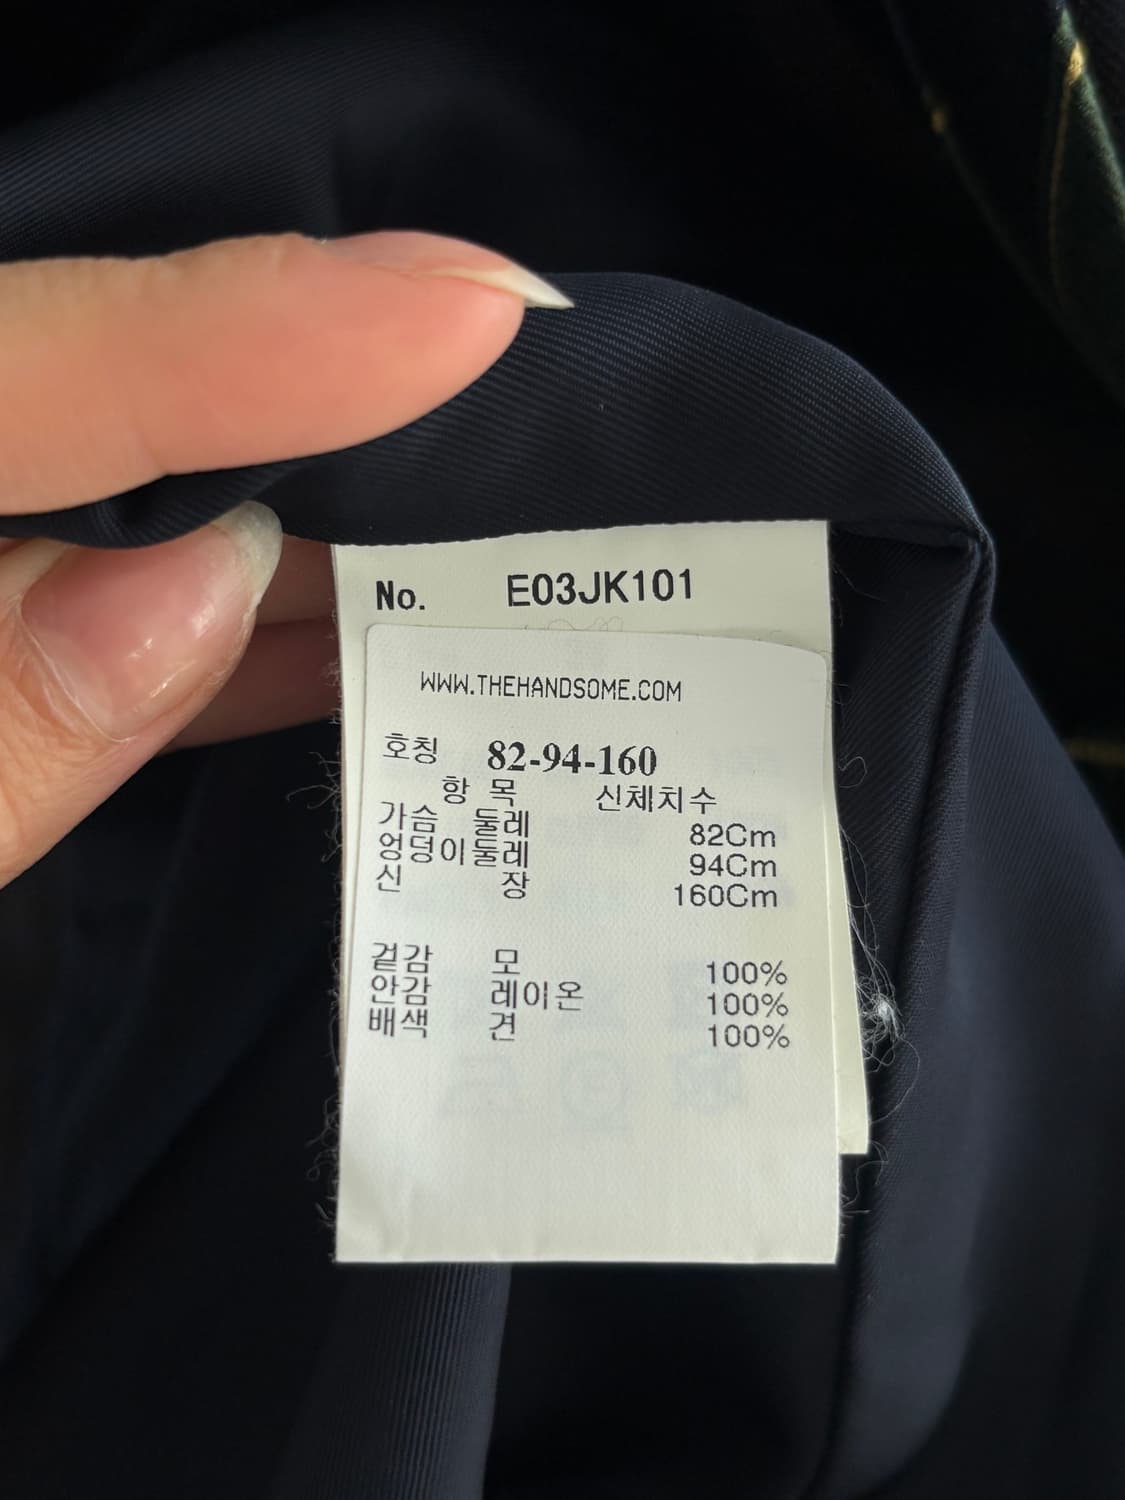 No. E03JK101
WWW.THEHANDSOME.COM
호칭 82-94-160
항 목 신체치수
가슴 둘레 82Cm
엉덩이둘레 94Cm
신 장 160Cm
겉감 모 100%
안감 레이온 100%
배색 견 100%